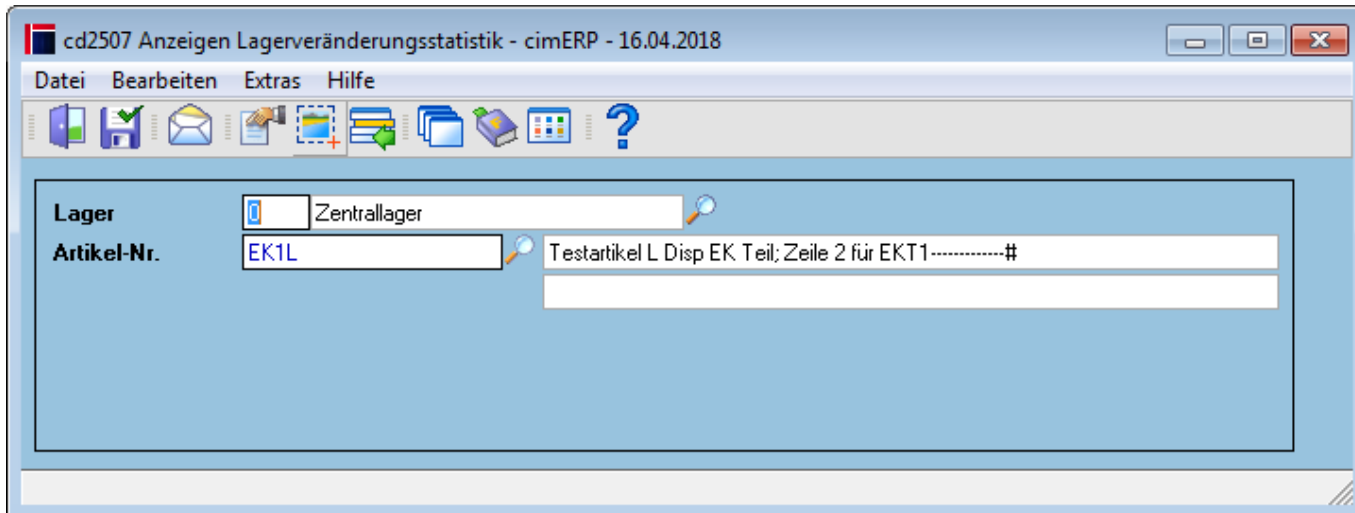 cd2507 Anzeigen Lagerveränderungsstatistik - cimERP - 16.04.2018
Datei Bearbeiten Extras Hilfe
Lager 0 Zentrallager
Artikel-Nr. EK1L Testartikel L Disp EK Teil; Zeile 2 für EKT1-------------#